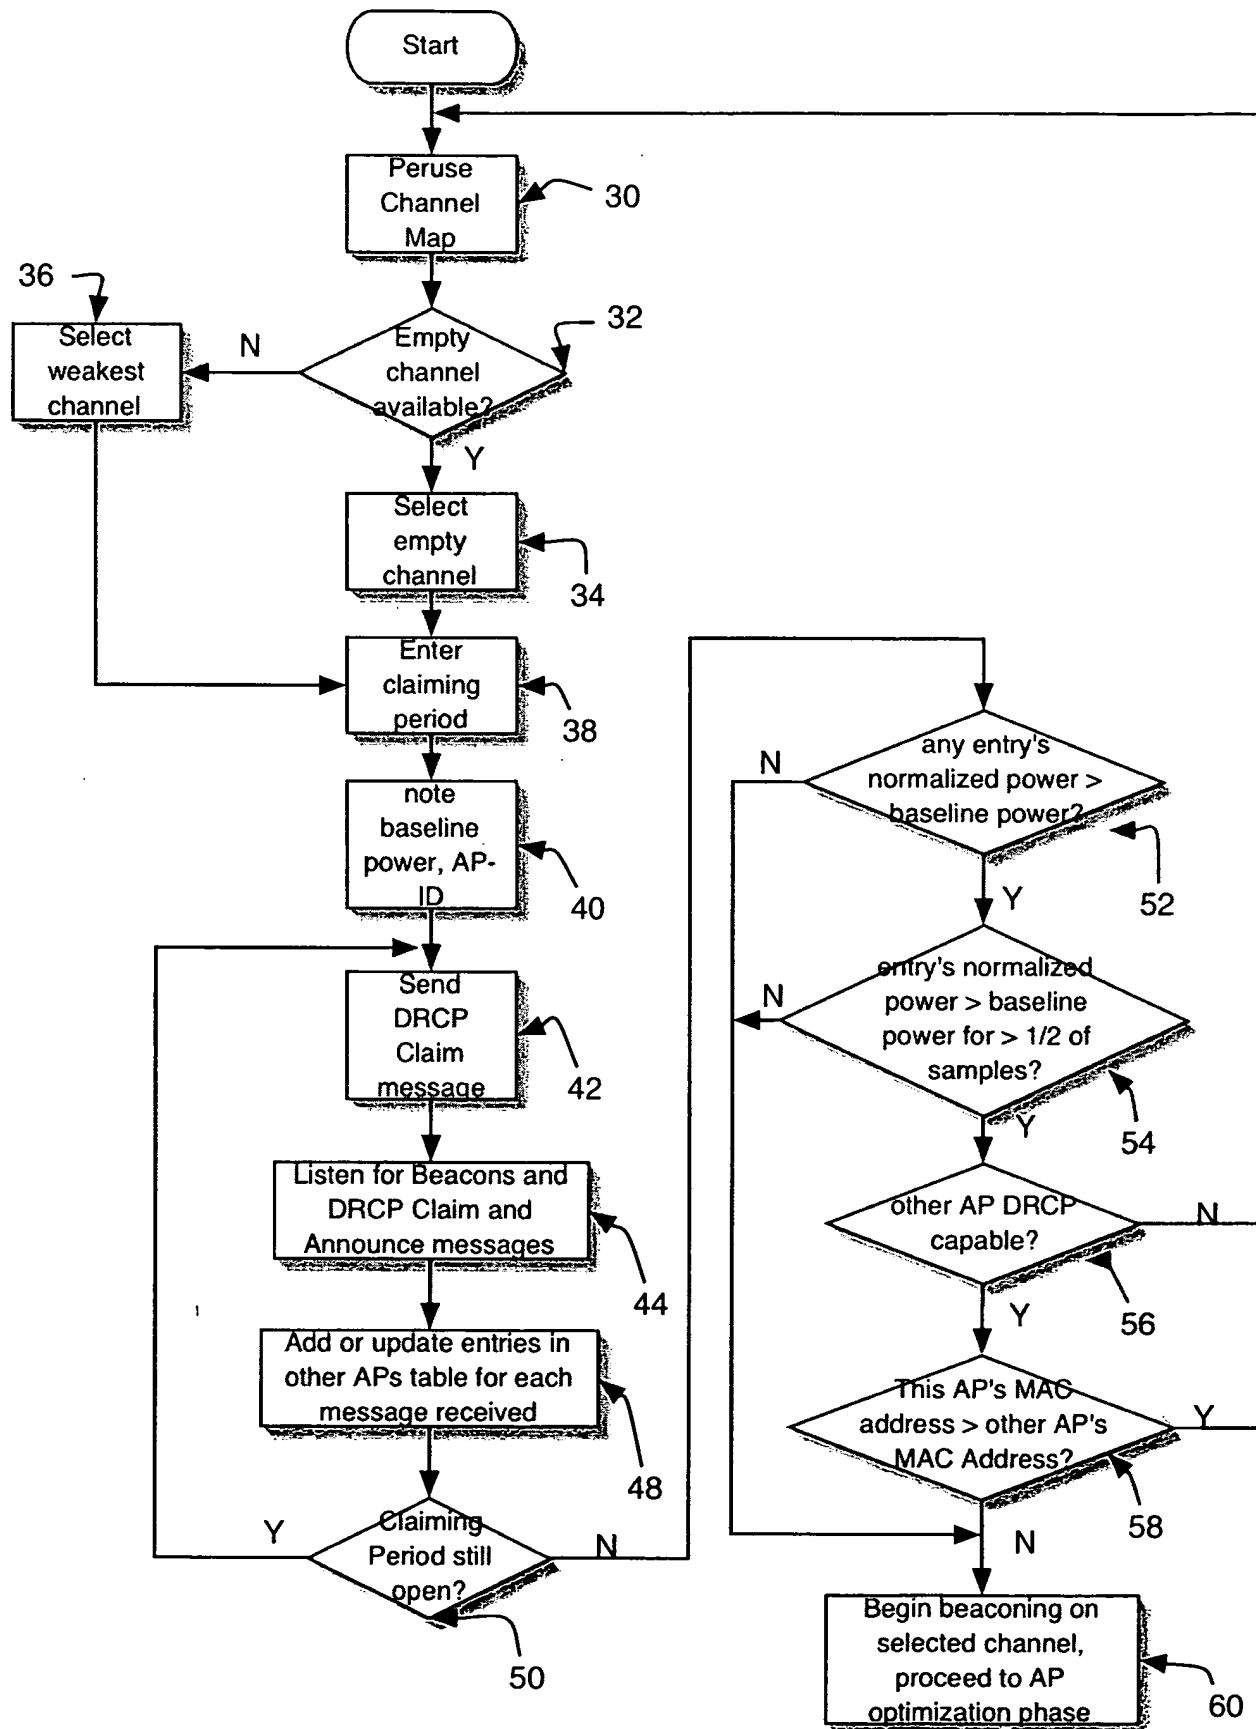 Start
Peruse
Channel
Map
30
36
Select
weakest
channel
N
32
Empty
channel
available?
Y
Select
empty
channel
34
Enter
claiming
period
38
note
baseline
power, AP-
ID
40
Send
DRCP
Claim
message
42
Listen for Beacons and
DRCP Claim and
Announce messages
44
Add or update entries in
other APs table for each
message received
48
Y
Claiming
Period still
open?
N
50
N
any entry's
normalized power >
baseline power?
52
Y
N
entry's normalized
power > baseline
power for > 1/2 of
samples?
54
Y
other AP DRCP
capable?
N
56
Y
This AP's MAC
address > other AP's
MAC Address?
Y
58
N
Begin beaconing on
selected channel,
proceed to AP
optimization phase
60